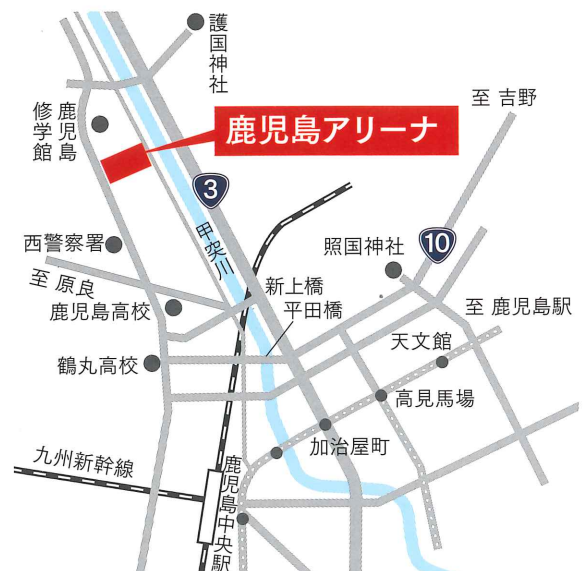 護国神社
至 吉野
鹿児島修学館
鹿児島アリーナ
3
甲突川
10
西警察署
照国神社
至 原良
新上橋
平田橋
鹿児島高校
至 鹿児島駅
天文館
鶴丸高校
高見馬場
加治屋町
九州新幹線
鹿児島中央駅